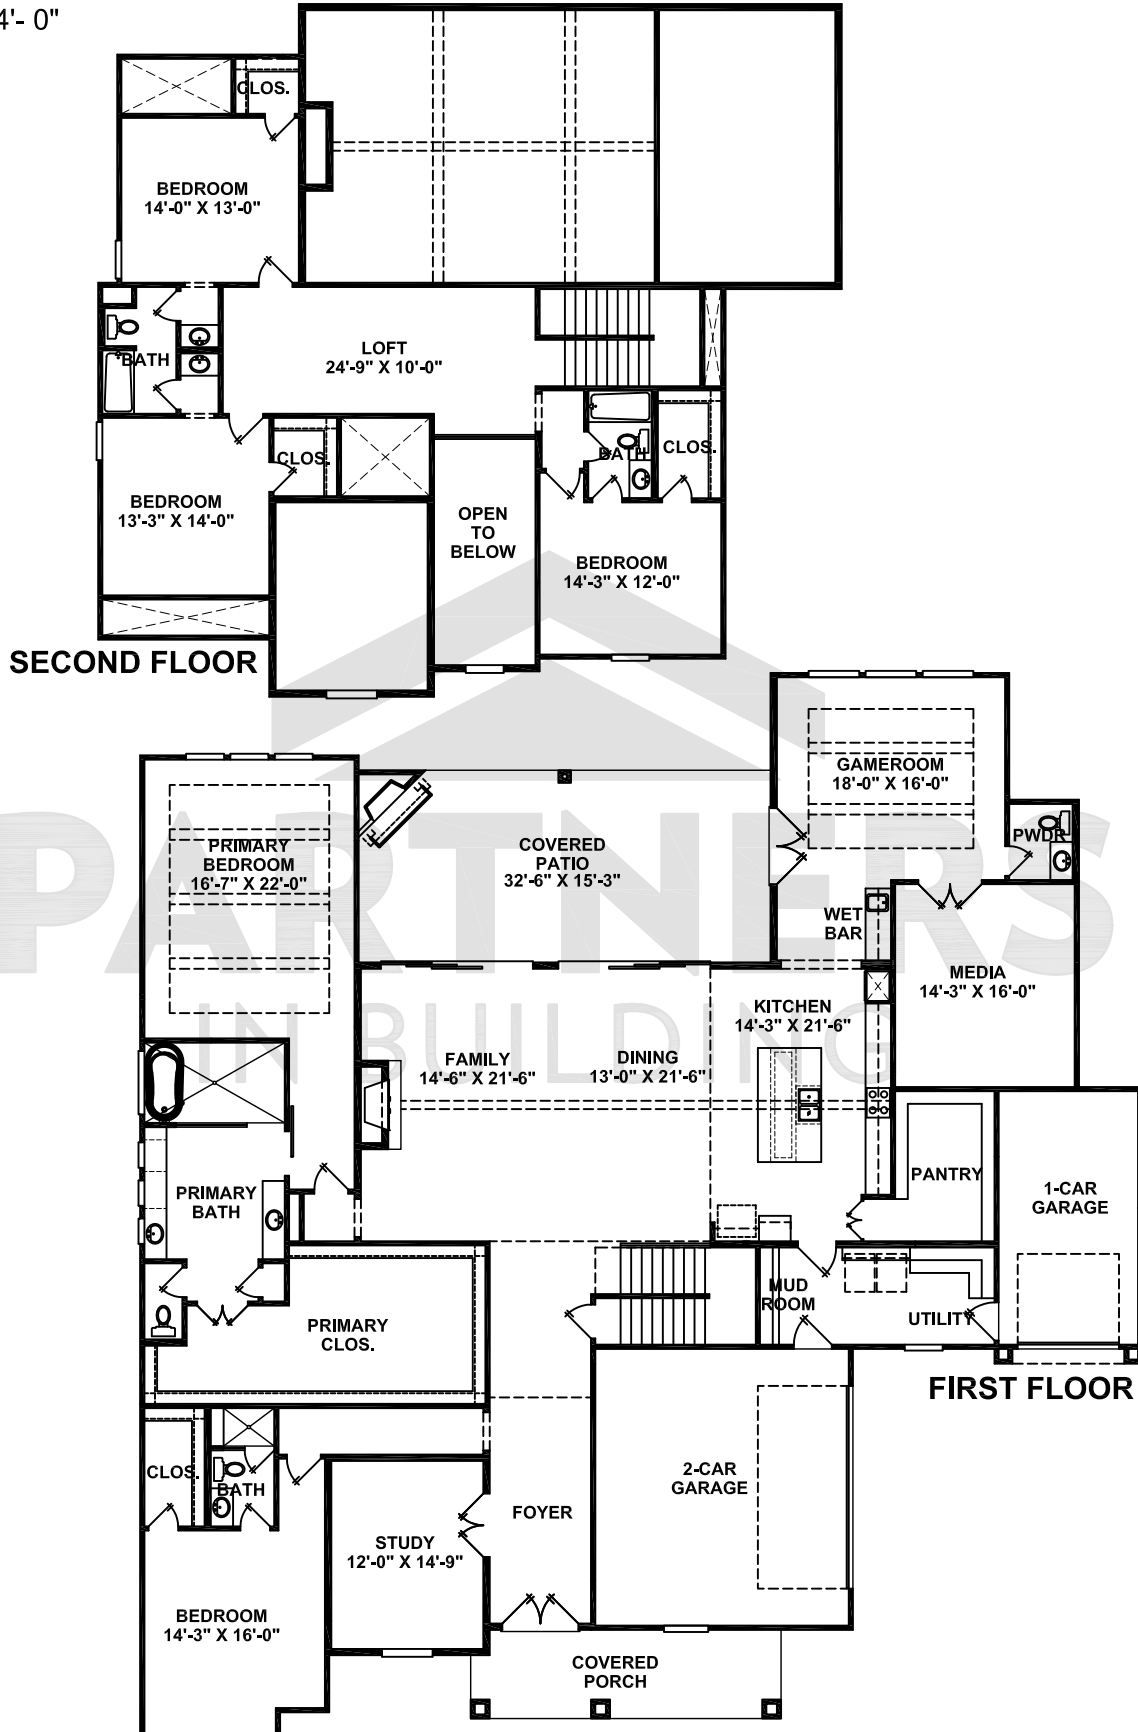 4'- 0"
CLOS.
BEDROOM
14'-0" X 13'-0"
BATH
LOFT
24'-9" X 10'-0"
CLOS.
BATH
CLOS.
BEDROOM
13'-3" X 14'-0"
OPEN
TO
BELOW
BEDROOM
14'-3" X 12'-0"
SECOND FLOOR
GAMEROOM
18'-0" X 16'-0"
PWDR
PRIMARY
BEDROOM
16'-7" X 22'-0"
COVERED
PATIO
32'-6" X 15'-3"
WET
BAR
MEDIA
14'-3" X 16'-0"
PARTNERS
IN BUILDING
KITCHEN
14'-3" X 21'-6"
FAMILY
14'-6" X 21'-6"
DINING
13'-0" X 21'-6"
PANTRY
1-CAR
GARAGE
PRIMARY
BATH
MUD
ROOM
UTILITY
PRIMARY
CLOS.
FIRST FLOOR
CLOS.
BATH
2-CAR
GARAGE
FOYER
STUDY
12'-0" X 14'-9"
BEDROOM
14'-3" X 16'-0"
COVERED
PORCH